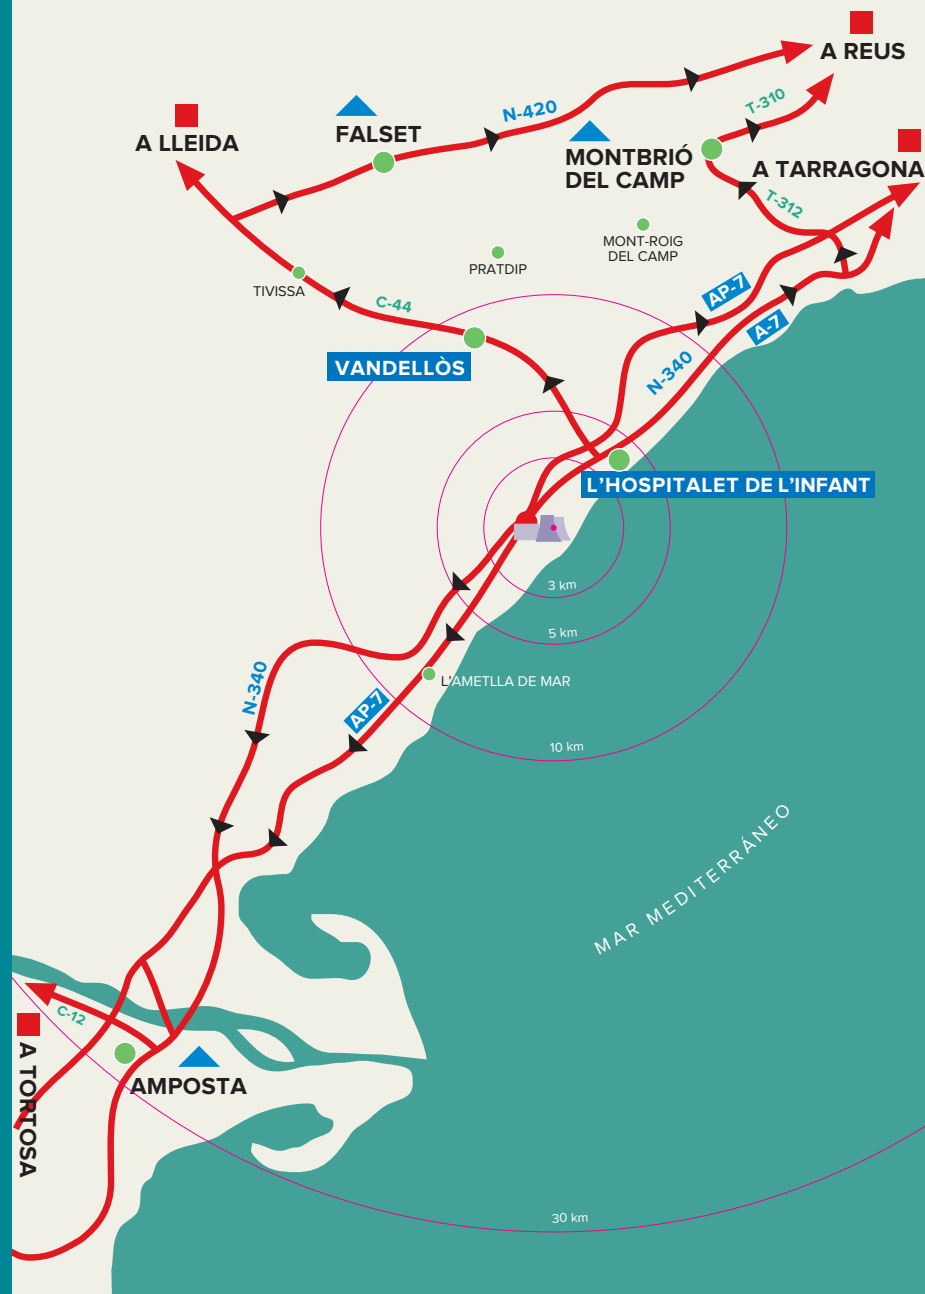 A REUS
T-310
N-420
FALSET
A LLEIDA
MONTBRIÓ
DEL CAMP
A TARRAGONA
T-312
MONT-ROIG
DEL CAMP
PRATDIP
TIVISSA
C-44
AP-7
A-7
VANDELLÒS
N-340
L'HOSPITALET DE L'INFANT
3 km
5 km
L'AMETLLA DE MAR
N-340
AP-7
10 km
MAR MEDITERRÁNEO
C-12
A TORTOSA
AMPOSTA
30 km